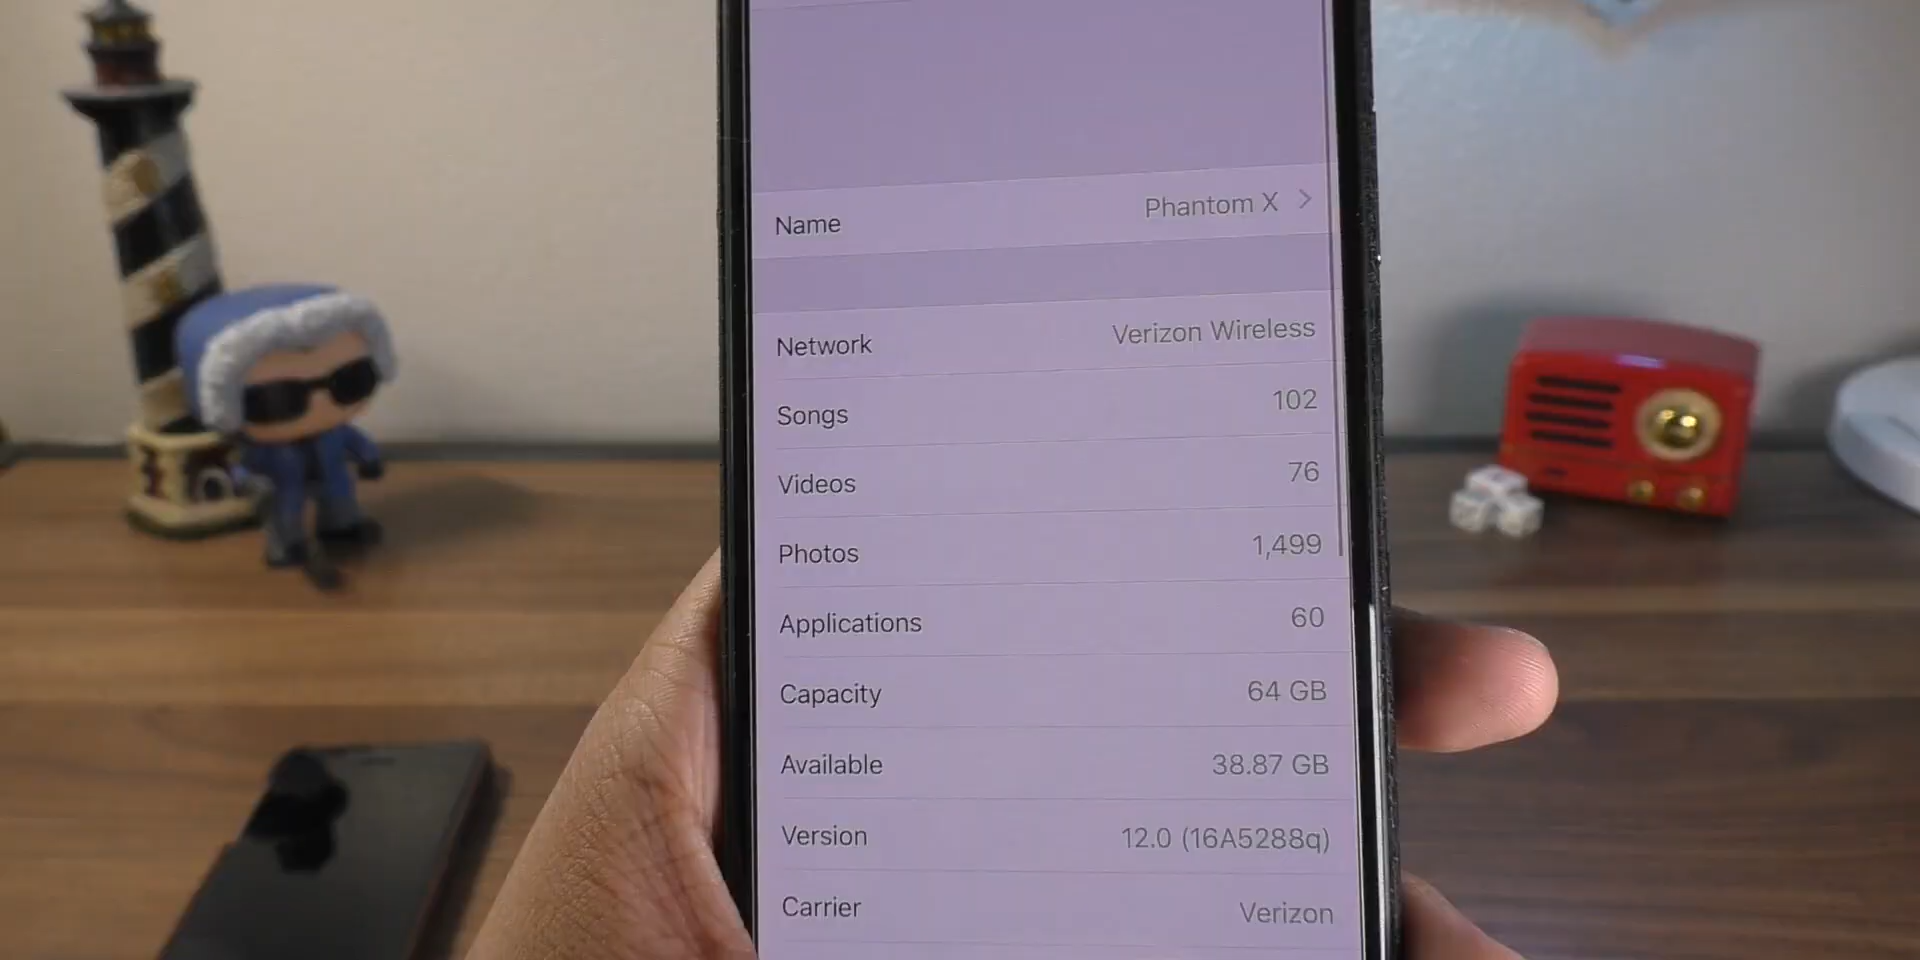 Name Phantom X
Network Verizon Wireless
Songs 102
Videos 76
Photos 1,499
Applications 60
Capacity 64 GB
Available 38.87 GB
Version 12.0 (16A5288q)
Carrier Verizon